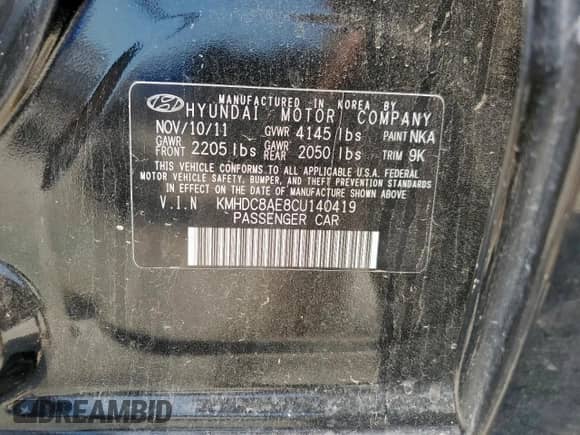 MANUFACTURED IN KOREA BY
HYUNDAI MOTOR COMPANY
NOV/10/11 GVWR 4145 lbs PAINT NKA
GAWR FRONT 2205 lbs GAWR REAR 2050 lbs TRIM 9K
THIS VEHICLE CONFORMS TO ALL APPLICABLE U.S.A. FEDERAL
MOTOR VEHICLE SAFETY, BUMPER, AND THEFT PREVENTION
STANDARDS IN EFFECT ON THE DATE OF MANUFACTURE SHOWN ABOVE
V.I.N KMHDC8AE8CU140419
PASSENGER CAR
DREAMBID